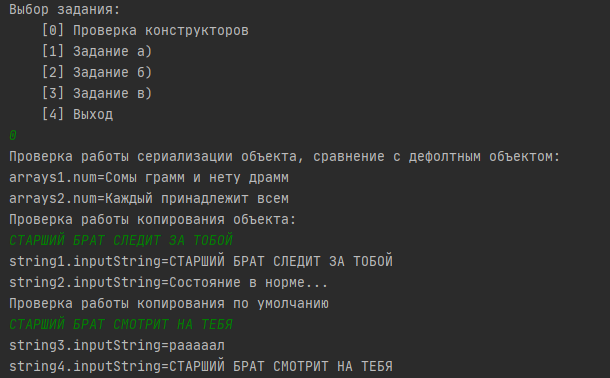 Выбор задания:
[0] Проверка конструкторов
[1] Задание а)
[2] Задание б)
[3] Задание в)
[4] Выход
0
Проверка работы сериализации объекта, сравнение с дефолтным объектом:
arrays1.num=Сомы грамм и нету драмм
arrays2.num=Каждый принадлежит всем
Проверка работы копирования объекта:
СТАРШИЙ БРАТ СЛЕДИТ ЗА ТОБОЙ
string1.inputString=СТАРШИЙ БРАТ СЛЕДИТ ЗА ТОБОЙ
string2.inputString=Состояние в норме...
Проверка работы копирования по умолчанию
СТАРШИЙ БРАТ СМОТРИТ НА ТЕБЯ
string3.inputString=рааааал
string4.inputString=СТАРШИЙ БРАТ СМОТРИТ НА ТЕБЯ